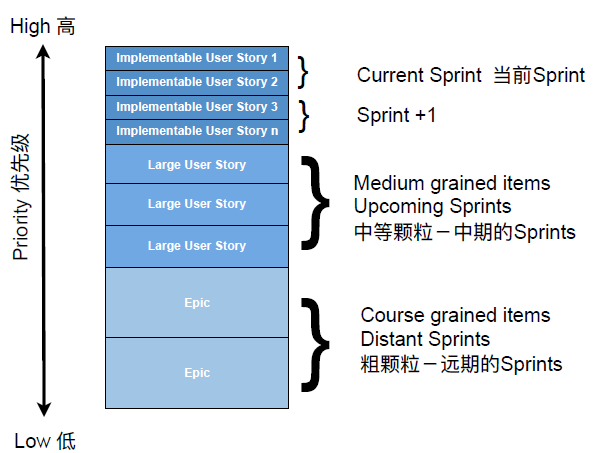 High 高
Priority 优先级
Implementable User Story 1
Implementable User Story 2
Implementable User Story 3
Implementable User Story n
Large User Story
Large User Story
Large User Story
Epic
Epic
Current Sprint 当前Sprint
Sprint +1
Medium grained items
Upcoming Sprints
中等颗粒－中期的Sprints
Course grained items
Distant Sprints
粗颗粒－远期的Sprints
Low 低